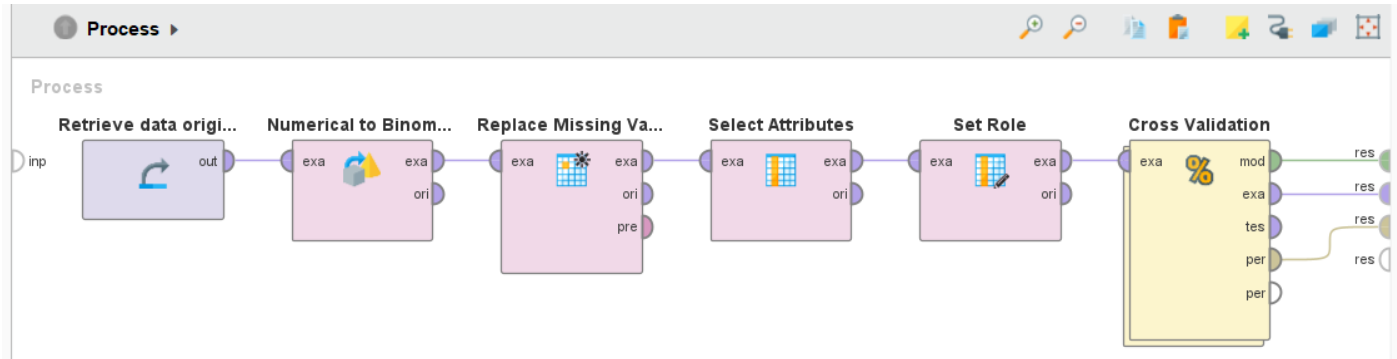 Process
Process
Retrieve data origi...
Numerical to Binom...
Replace Missing Va...
Select Attributes
Set Role
Cross Validation
inp
out
exa
exa
ori
exa
exa
ori
pre
exa
exa
ori
exa
exa
ori
exa
mod
exa
tes
per
per
res
res
res
res